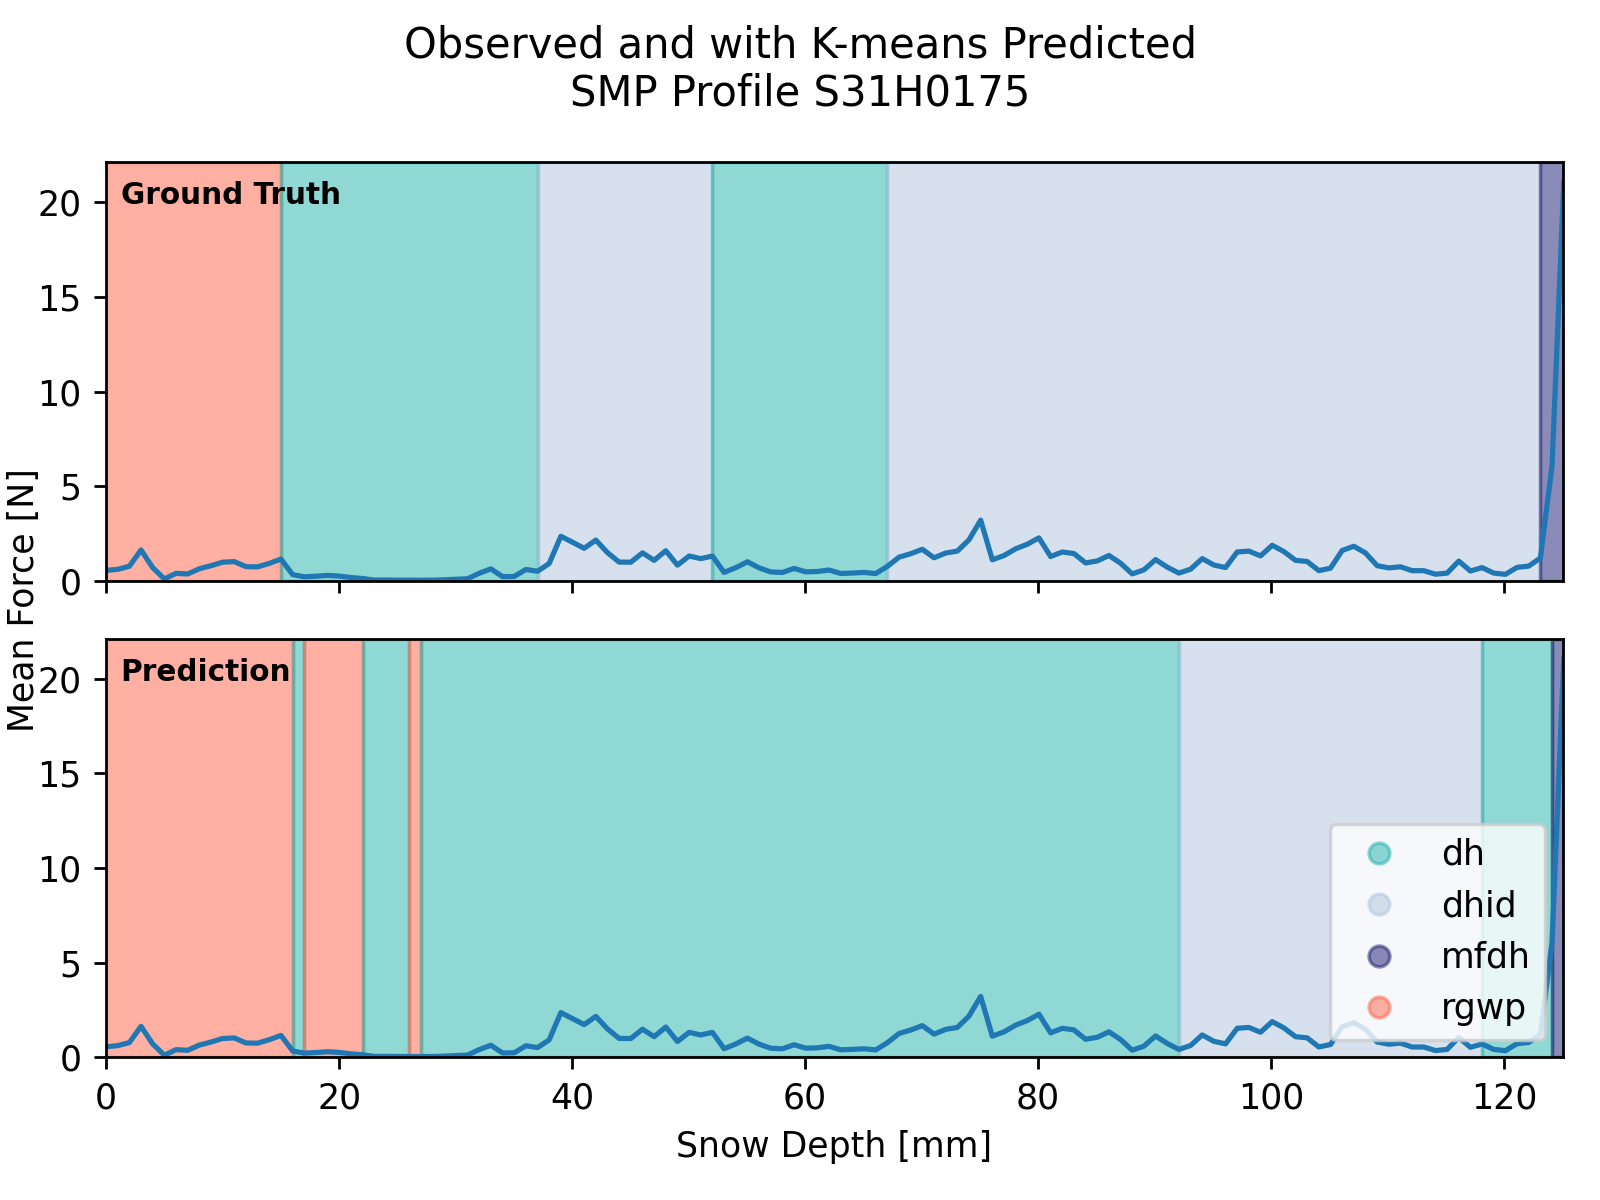 Observed and with K-means Predicted
SMP Profile S31H0175
Mean Force [N]
Ground Truth
20
15
10
5
0
Prediction
20
15
10
5
0
dh
dhid
mfdh
rgwp
0 20 40 60 80 100 120
Snow Depth [mm]